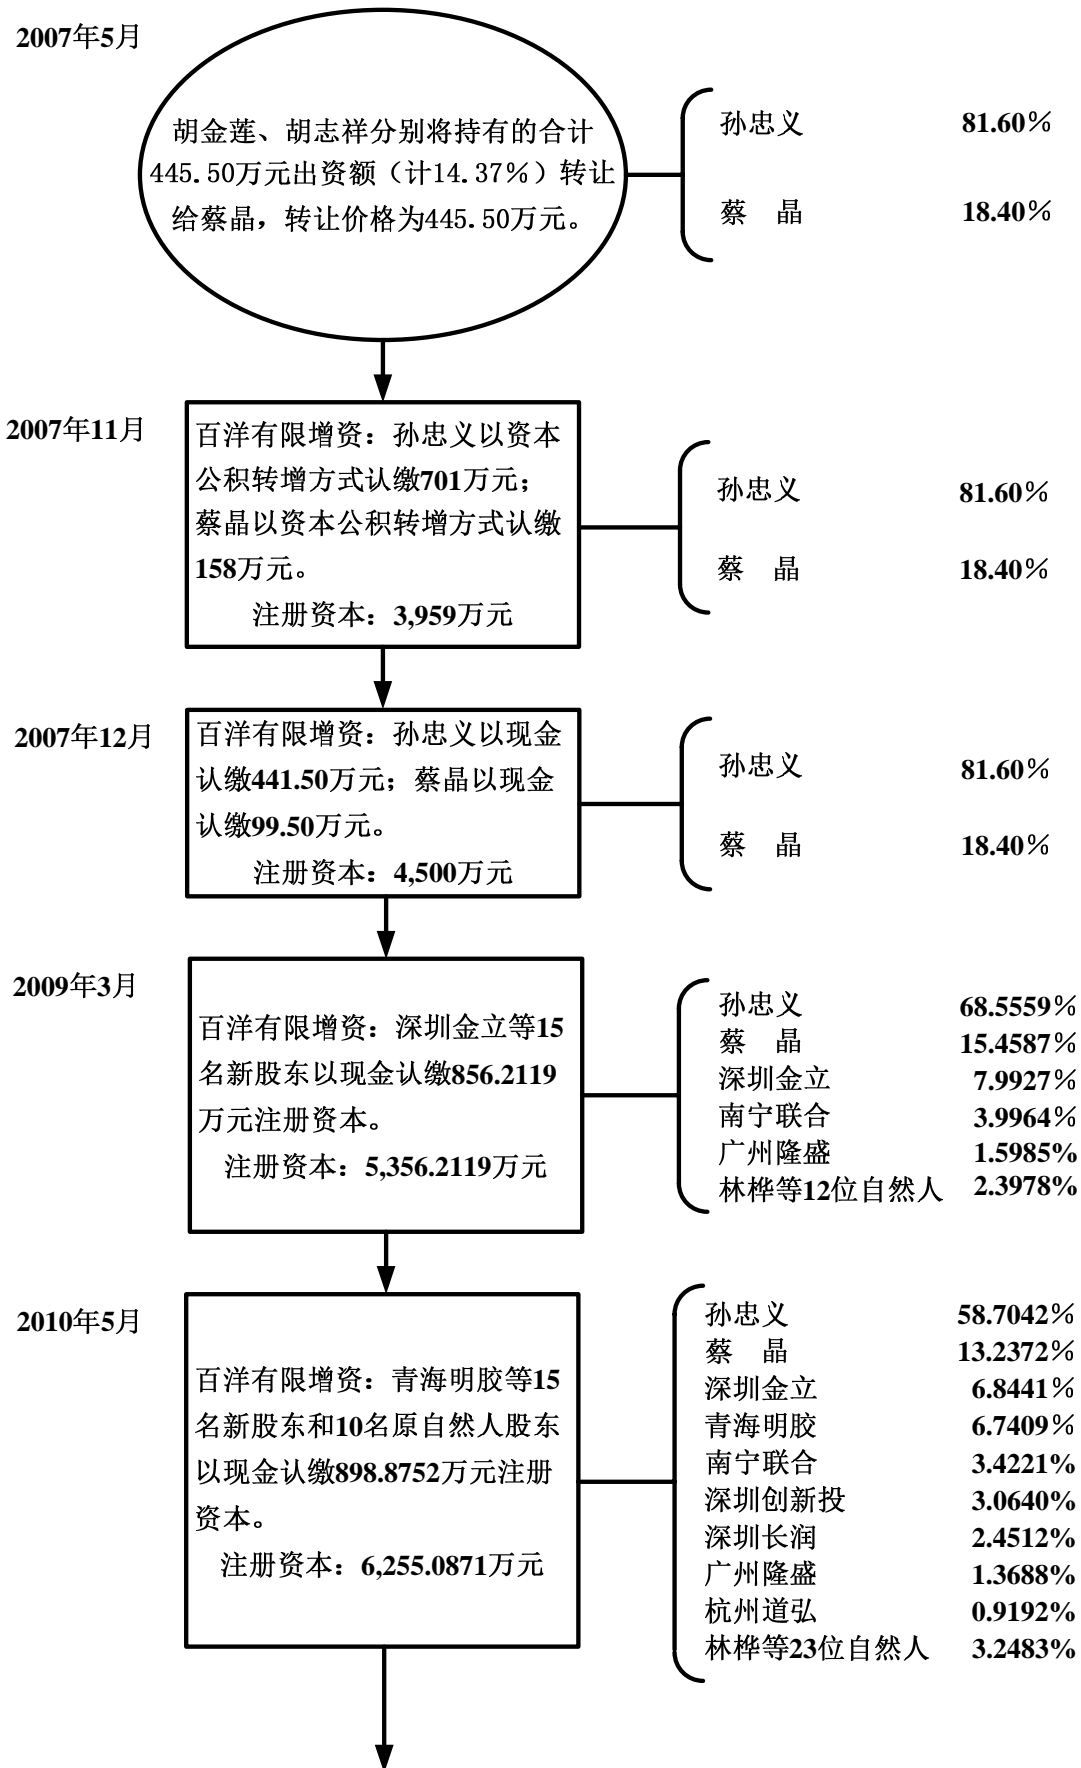 2007年5月
胡金莲、胡志祥分别将持有的合计
445.50万元出资额（计14.37％）转让
给蔡晶，转让价格为445.50万元。
孙忠义 81.60％
蔡 晶 18.40％
2007年11月
百洋有限增资：孙忠义以资本
公积转增方式认缴701万元；
蔡晶以资本公积转增方式认缴
158万元。
注册资本：3,959万元
孙忠义 81.60％
蔡 晶 18.40％
2007年12月
百洋有限增资：孙忠义以现金
认缴441.50万元；蔡晶以现金
认缴99.50万元。
注册资本：4,500万元
孙忠义 81.60％
蔡 晶 18.40％
2009年3月
百洋有限增资：深圳金立等15
名新股东以现金认缴856.2119
万元注册资本。
注册资本：5,356.2119万元
孙忠义 68.5559％
蔡 晶 15.4587％
深圳金立 7.9927％
南宁联合 3.9964％
广州隆盛 1.5985%
林桦等12位自然人 2.3978%
2010年5月
百洋有限增资：青海明胶等15
名新股东和10名原自然人股东
以现金认缴898.8752万元注册
资本。
注册资本：6,255.0871万元
孙忠义 58.7042％
蔡 晶 13.2372％
深圳金立 6.8441％
青海明胶 6.7409％
南宁联合 3.4221%
深圳创新投 3.0640%
深圳长润 2.4512%
广州隆盛 1.3688%
杭州道弘 0.9192%
林桦等23位自然人 3.2483%